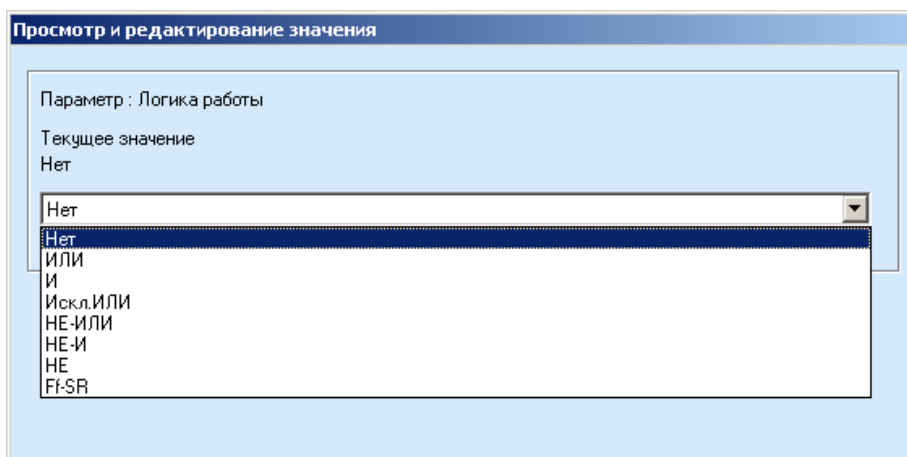 Просмотр и редактирование значения
Параметр : Логика работы
Текущее значение
Нет
Нет
Нет
ИЛИ
И
Искл.ИЛИ
НЕ-ИЛИ
НЕ-И
НЕ
Ff-SR